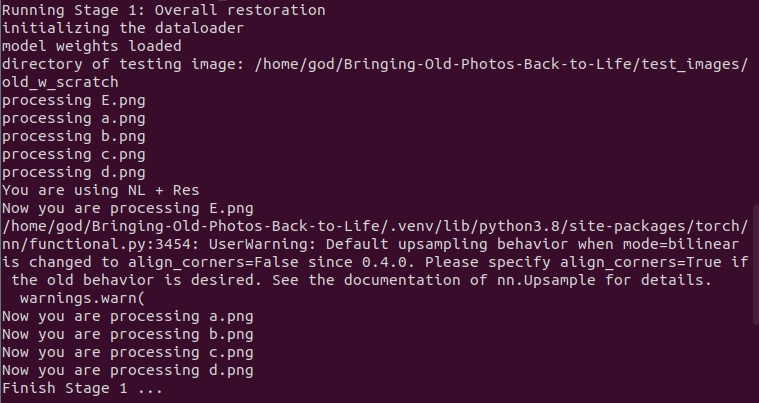 Running Stage 1: Overall restoration
initializing the dataloader
model weights loaded
directory of testing image: /home/god/Bringing-Old-Photos-Back-to-Life/test_images/
old_w_scratch
processing E.png
processing a.png
processing b.png
processing c.png
processing d.png
You are using NL + Res
Now you are processing E.png
/home/god/Bringing-Old-Photos-Back-to-Life/.venv/lib/python3.8/site-packages/torch/
nn/functional.py:3454: UserWarning: Default upsampling behavior when mode=bilinear
is changed to align_corners=False since 0.4.0. Please specify align_corners=True if
 the old behavior is desired. See the documentation of nn.Upsample for details.
  warnings.warn(
Now you are processing a.png
Now you are processing b.png
Now you are processing c.png
Now you are processing d.png
Finish Stage 1 ...